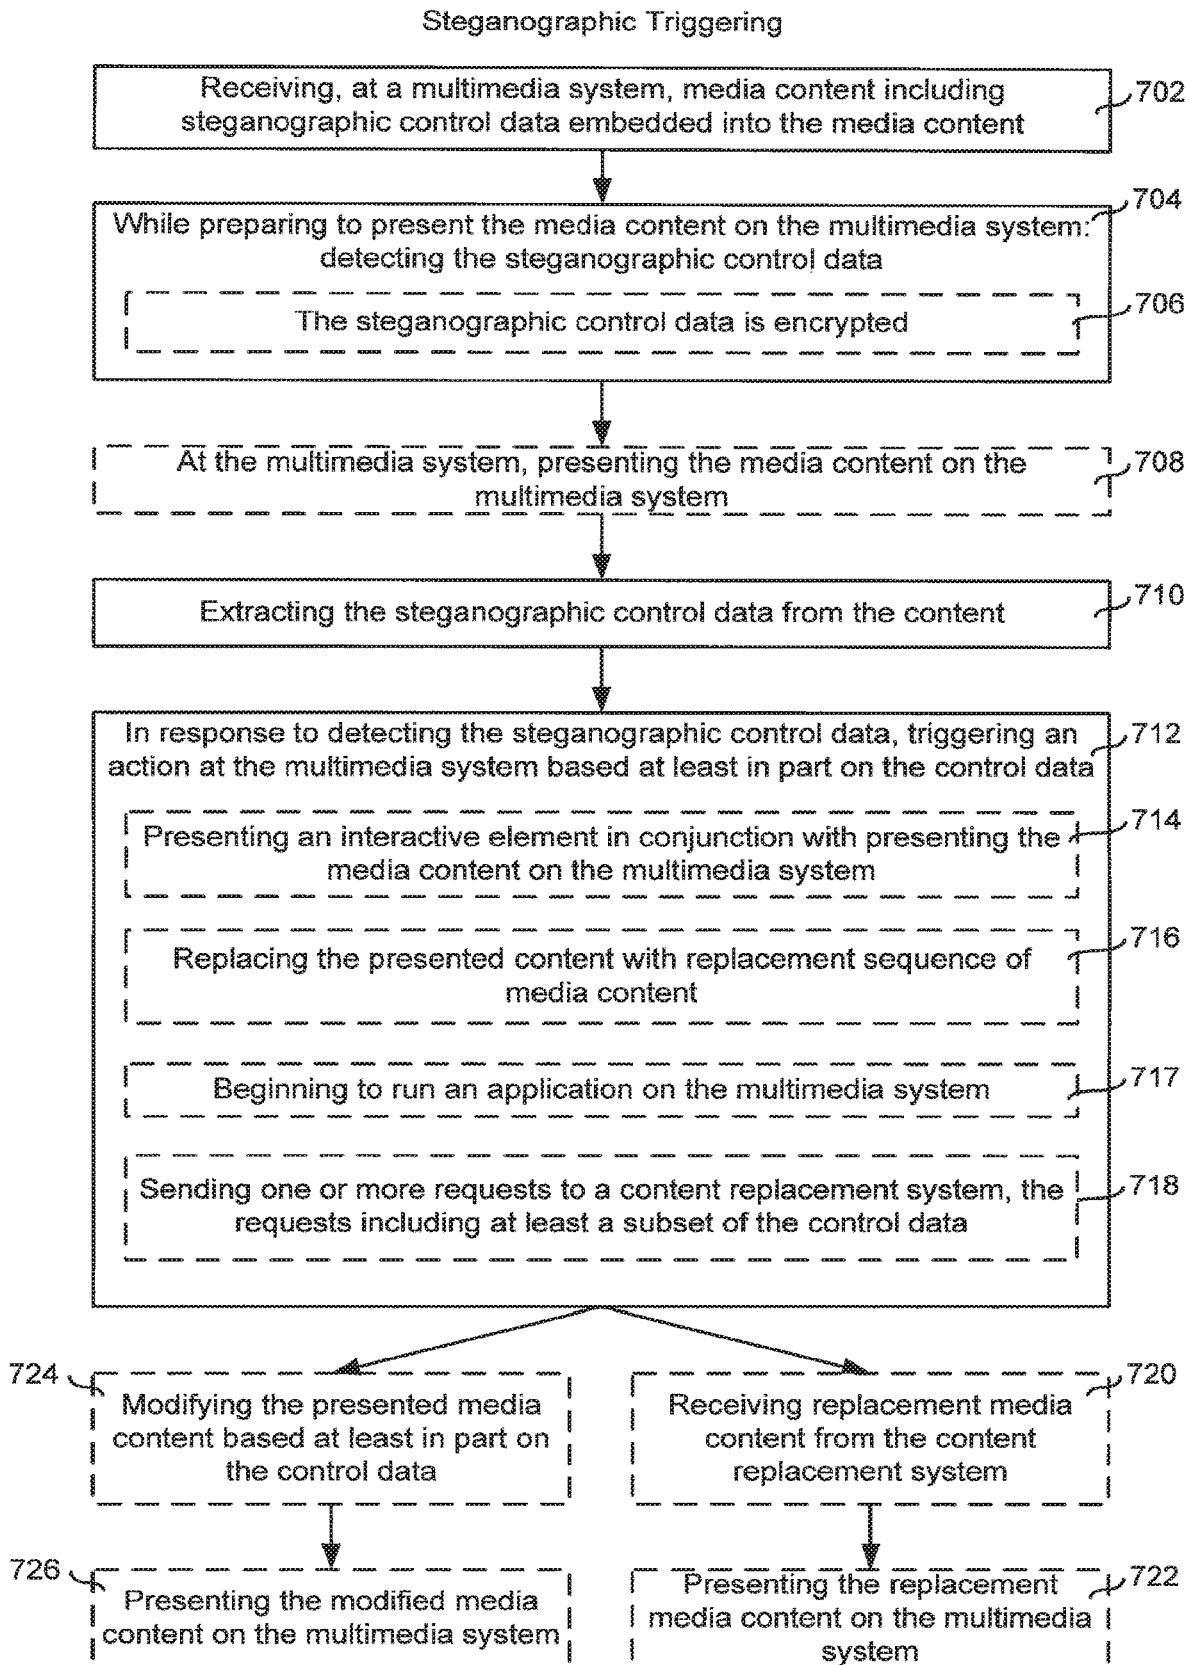 Steganographic Triggering
Receiving, at a multimedia system, media content including
steganographic control data embedded into the media content
702
While preparing to present the media content on the multimedia system:
detecting the steganographic control data
704
The steganographic control data is encrypted
706
At the multimedia system, presenting the media content on the
multimedia system
708
Extracting the steganographic control data from the content
710
In response to detecting the steganographic control data, triggering an
action at the multimedia system based at least in part on the control data
712
Presenting an interactive element in conjunction with presenting the
media content on the multimedia system
714
Replacing the presented content with replacement sequence of
media content
716
Beginning to run an application on the multimedia system
717
Sending one or more requests to a content replacement system, the
requests including at least a subset of the control data
718
724
Modifying the presented media
content based at least in part on
the control data
720
Receiving replacement media
content from the content
replacement system
726
Presenting the modified media
content on the multimedia system
722
Presenting the replacement
media content on the multimedia
system